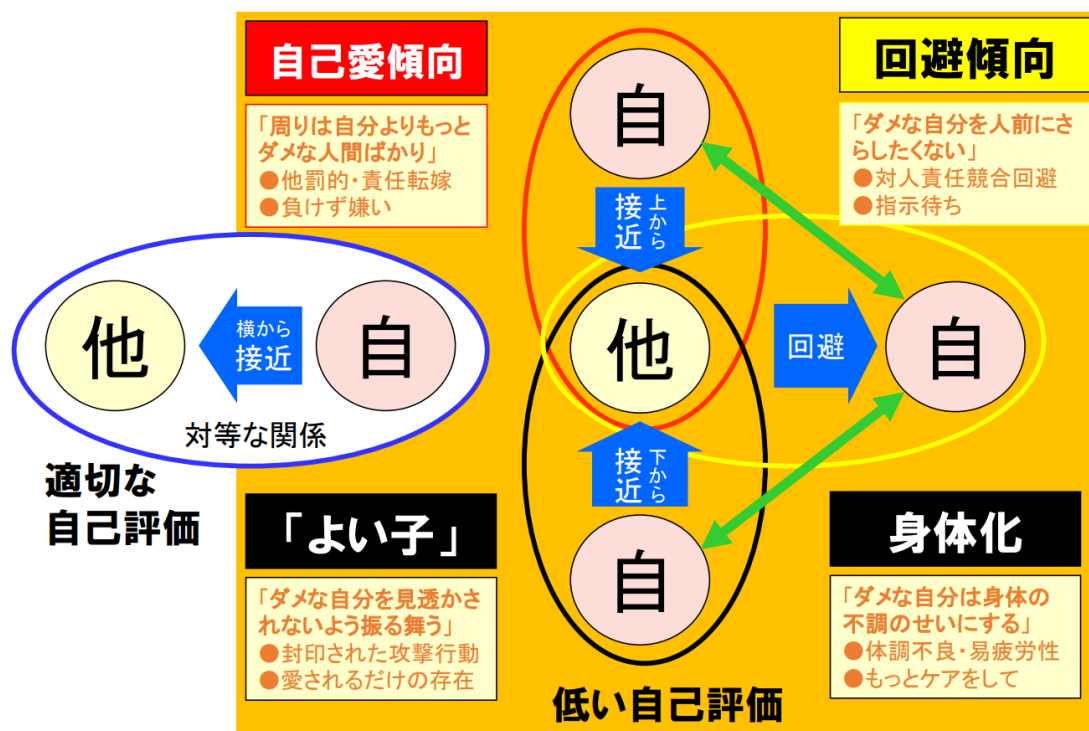 自己愛傾向
「周りは自分よりもっと
ダメな人間ばかり」
●他罰的・責任転嫁
●負けず嫌い
自
上から
接近
回避傾向
「ダメな自分を人前にさ
らしたくない」
●対人責任競合回避
●指示待ち
他
横から
接近
自
対等な関係
適切な
自己評価
他
回避
自
下から
接近
自
「よい子」
「ダメな自分を見透かさ
れないよう振る舞う」
●封印された攻撃行動
●愛されるだけの存在
身体化
「ダメな自分は身体の
不調のせいにする」
●体調不良・易疲労性
●もっとケアをして
低い自己評価